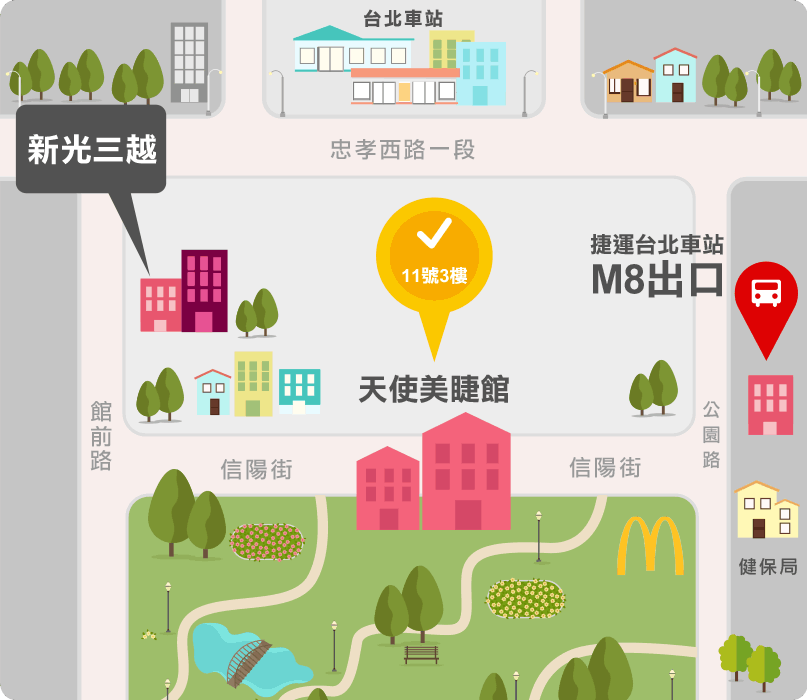 台北車站
忠孝西路一段
新光三越
11號3樓
捷運台北車站
M8出口
天使美睫館
館前路
信陽街
信陽街
公園路
健保局